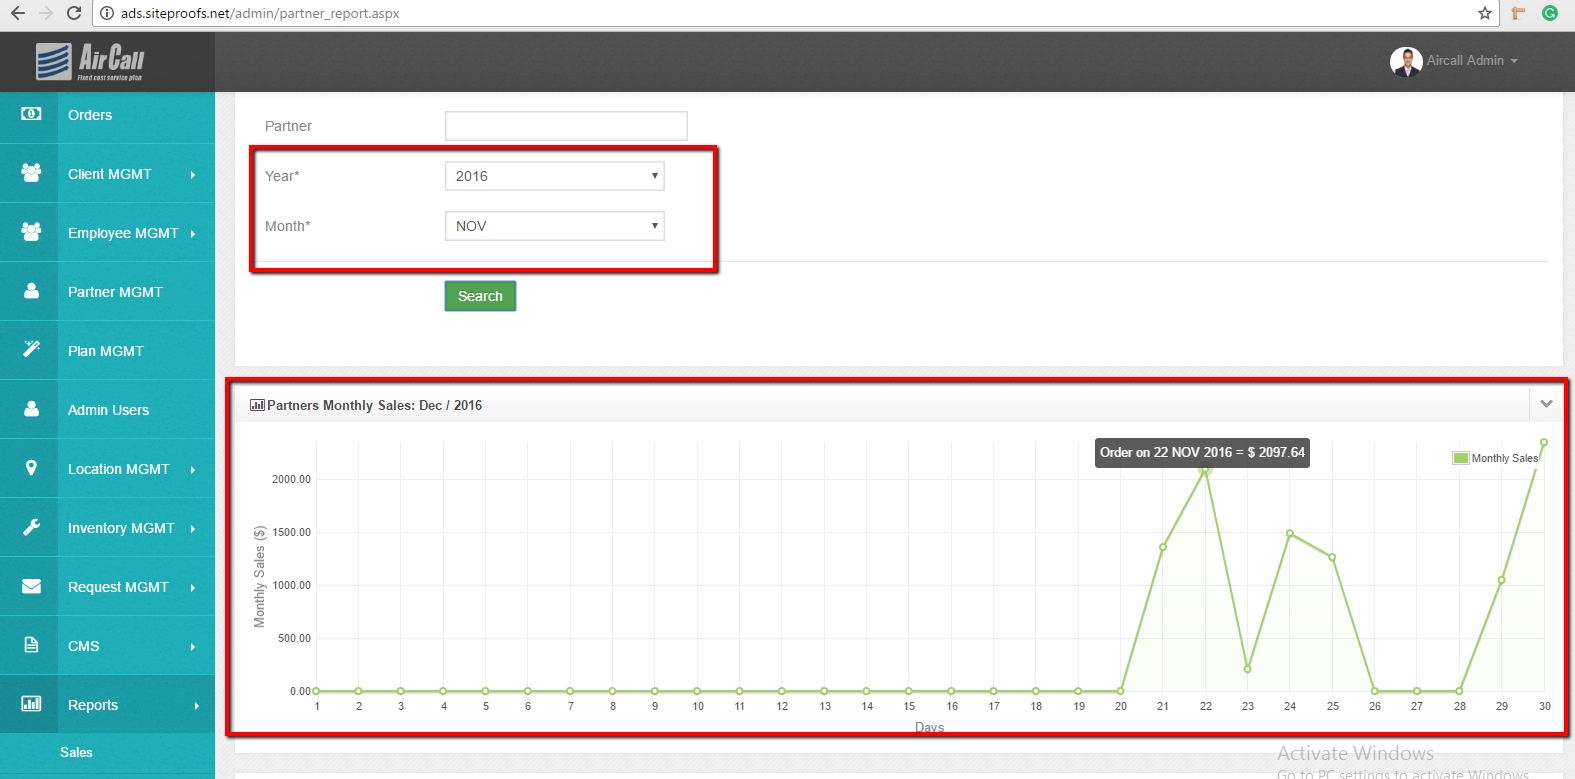 ads.siteproofs.net/admin/partner_report.aspx
AirCall
Fixed cost service plan
Aircall Admin
Orders
Client MGMT
Employee MGMT
Partner MGMT
Plan MGMT
Admin Users
Location MGMT
Inventory MGMT
Request MGMT
CMS
Reports
Sales
Partner
Year*
2016
Month*
NOV
Search
Partners Monthly Sales: Dec / 2016
Order on 22 NOV 2016 = $ 2097.64
Monthly Sales
Monthly Sales ($)
2000.00
1500.00
1000.00
500.00
0.00
1 2 3 4 5 6 7 8 9 10 11 12 13 14 15 16 17 18 19 20 21 22 23 24 25 26 27 28 29 30
Days
Activate Windows
Go to PC settings to activate Windows